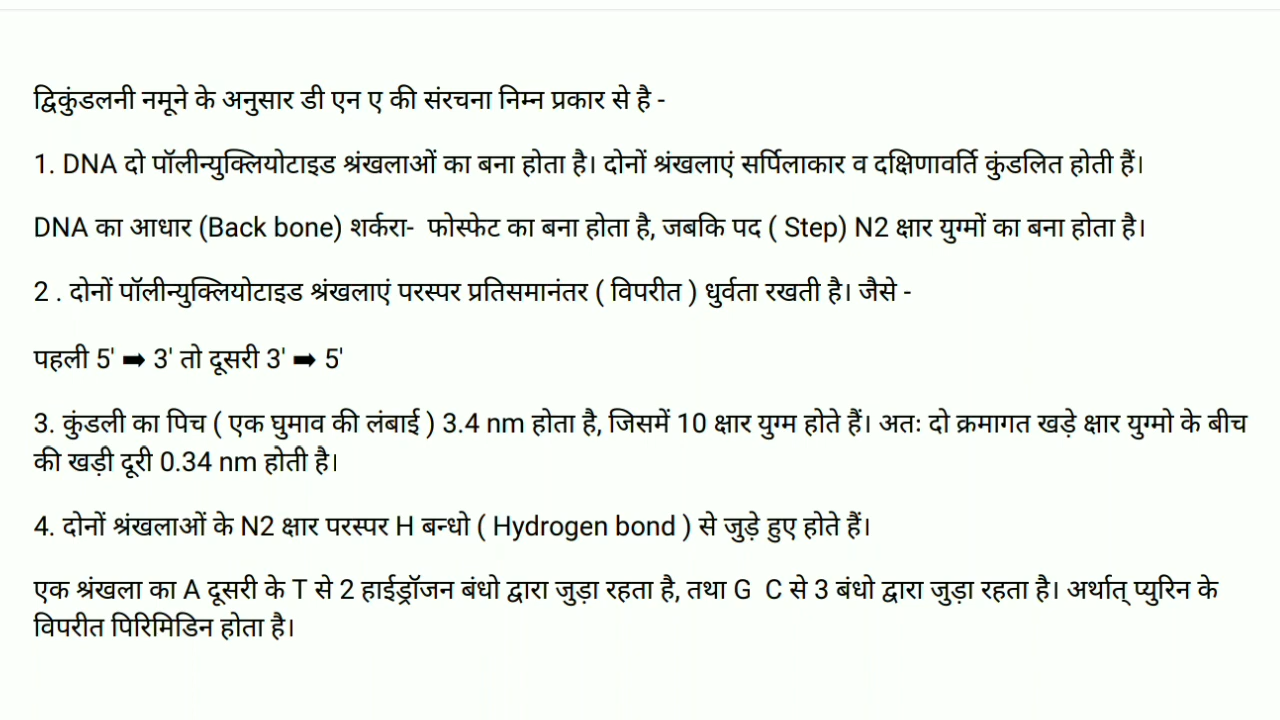 द्विकुंडलनी नमूने के अनुसार डी एन ए की संरचना निम्न प्रकार से है -
1. DNA दो पॉलीन्युक्लियोटाइड श्रंखलाओं का बना होता है। दोनों श्रंखलाएं सर्पिलाकार व दक्षिणावर्ति कुंडलित होती हैं।
DNA का आधार (Back bone) शर्करा- फोस्फेट का बना होता है, जबकि पद ( Step) N2 क्षार युग्मों का बना होता है।
2 . दोनों पॉलीन्युक्लियोटाइड श्रंखलाएं परस्पर प्रतिसमानंतर ( विपरीत ) धुर्वता रखती है। जैसे -
पहली 5' ➡ 3' तो दूसरी 3' ➡ 5'
3. कुंडली का पिच ( एक घुमाव की लंबाई ) 3.4 nm होता है, जिसमें 10 क्षार युग्म होते हैं। अतः दो क्रमागत खड़े क्षार युग्मो के बीच
की खड़ी दूरी 0.34 nm होती है।
4. दोनों श्रंखलाओं के N2 क्षार परस्पर H बन्धो ( Hydrogen bond ) से जुड़े हुए होते हैं।
एक श्रंखला का A दूसरी के T से 2 हाईड्रॉजन बंधो द्वारा जुड़ा रहता है, तथा G C से 3 बंधो द्वारा जुड़ा रहता है। अर्थात् प्युरिन के
विपरीत पिरिमिडिन होता है।